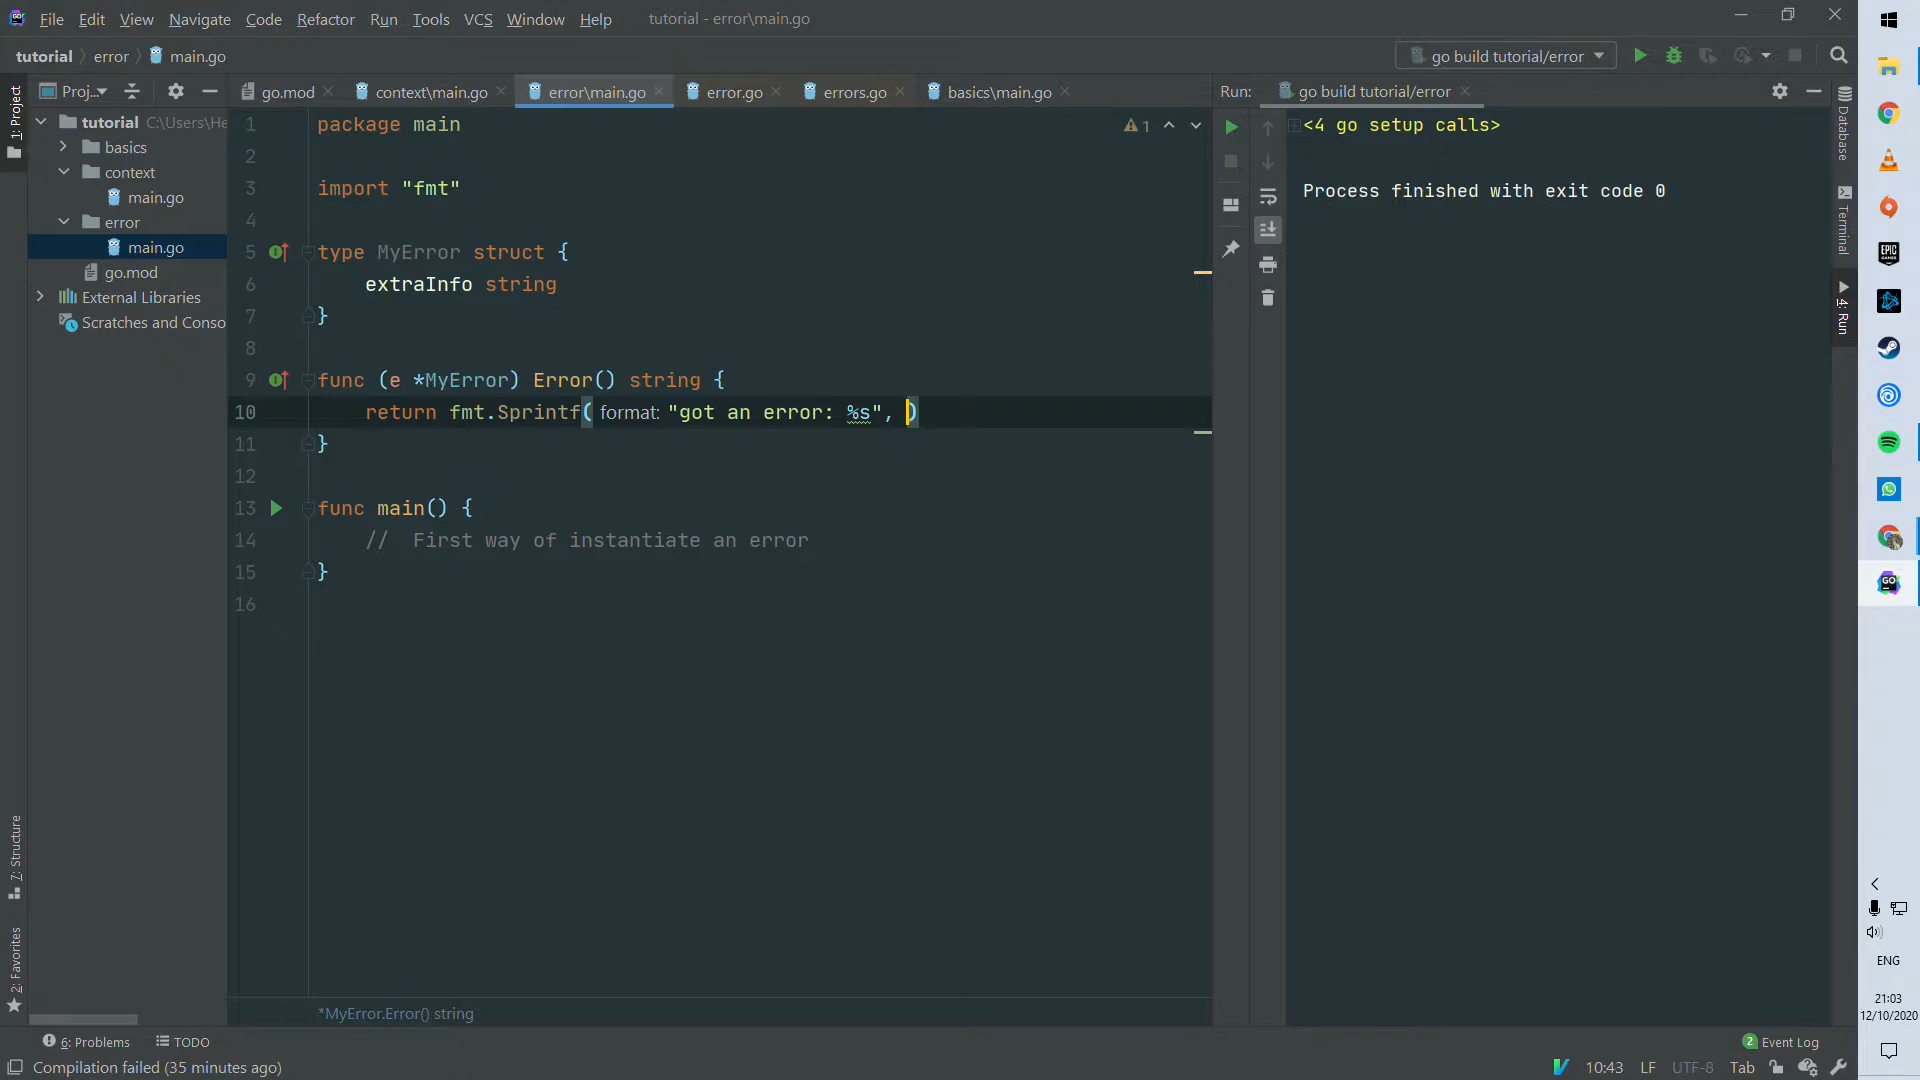 File Edit View Navigate Code Refactor Run Tools VCS Window Help tutorial - error\main.go
tutorial error main.go go build tutorial/error
1: Project
Proj...
tutorial C:\Users\He
basics
context
main.go
error
main.go
go.mod
External Libraries
Scratches and Conso
go.mod context\main.go error\main.go error.go errors.go basics\main.go
1 package main
2
3 import "fmt"
4
5 type MyError struct {
6 extraInfo string
7 }
8
9 func (e *MyError) Error() string {
10 return fmt.Sprintf( format: "got an error: %s", )
11 }
12
13 func main() {
14 // First way of instantiate an error
15 }
16
1
*MyError.Error() string
Run: go build tutorial/error
<4 go setup calls>
Process finished with exit code 0
Database
Terminal
4: Run
7: Structure
2: Favorites
6: Problems TODO
2 Event Log
Compilation failed (35 minutes ago)
10:43 LF UTF-8 Tab
EPIC
GAMES
GO
ENG
21:03
12/10/2020